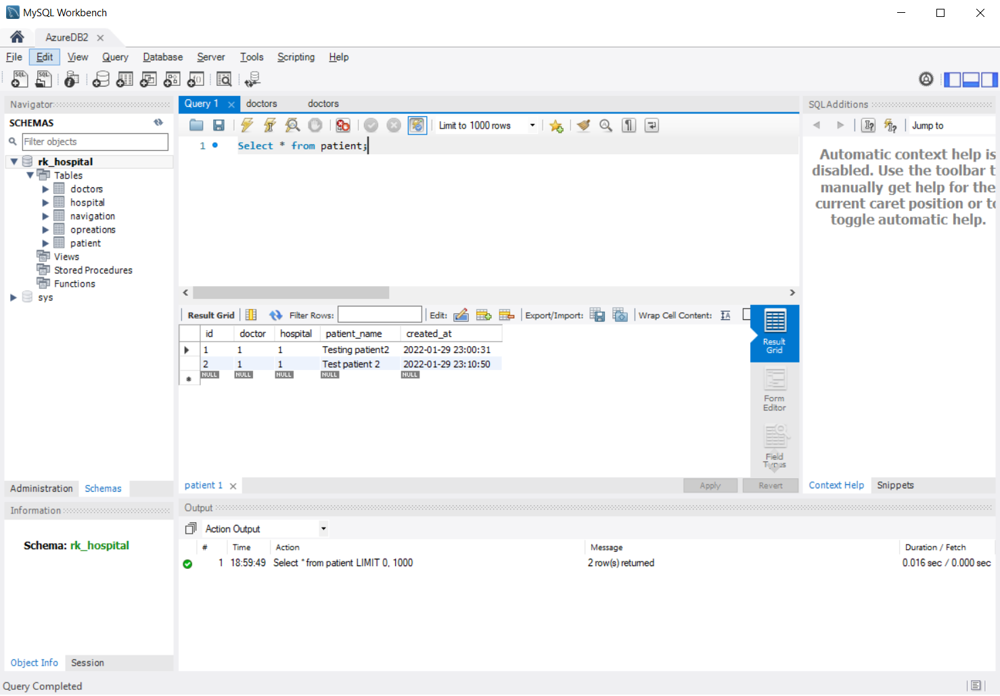 MySQL Workbench
AzureDB2
File Edit View Query Database Server Tools Scripting Help
Navigator
SCHEMAS
Filter objects
rk_hospital
Tables
doctors
hospital
navigation
opreations
patient
Views
Stored Procedures
Functions
sys
Administration Schemas
Information
Schema: rk_hospital
Object Info Session
Query 1 doctors doctors
Limit to 1000 rows
1 Select * from patient;
Result Grid Filter Rows: Edit: Export/Import: Wrap Cell Content:
id doctor hospital patient_name created_at
1 1 1 Testing patient2 2022-01-29 23:00:31
2 1 1 Test patient 2 2022-01-29 23:10:50
NULL NULL NULL NULL NULL
Result
Grid
Form
Editor
Field
Types
patient 1 Apply Revert
SQLAdditions
Jump to
Automatic context help is
disabled. Use the toolbar t
manually get help for the
current caret position or to
toggle automatic help.
Context Help Snippets
Output
Action Output
# Time Action Message Duration / Fetch
1 18:59:49 Select * from patient LIMIT 0, 1000 2 row(s) returned 0.016 sec / 0.000 sec
Query Completed